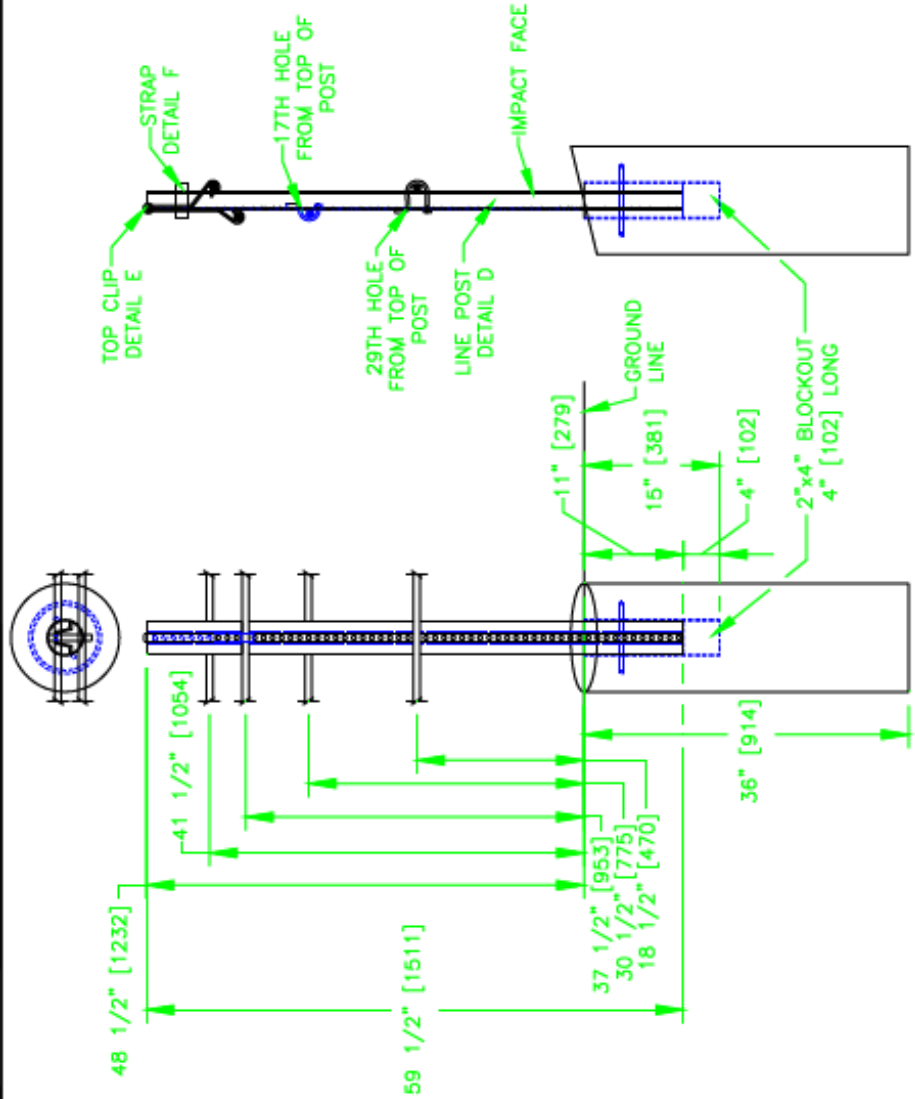 STRAP
DETAIL F
TOP CLIP
DETAIL E
17TH HOLE
FROM TOP OF
POST
IMPACT FACE
29TH HOLE
FROM TOP OF
POST
LINE POST
DETAIL D
GROUND
LINE
11" [279]
15" [381]
4" [102]
2"x4" BLOCKOUT
4" [102] LONG
41 1/2" [1054]
48 1/2" [1232]
59 1/2" [1511]
37 1/2" [953]
30 1/2" [775]
18 1/2" [470]
36" [914]